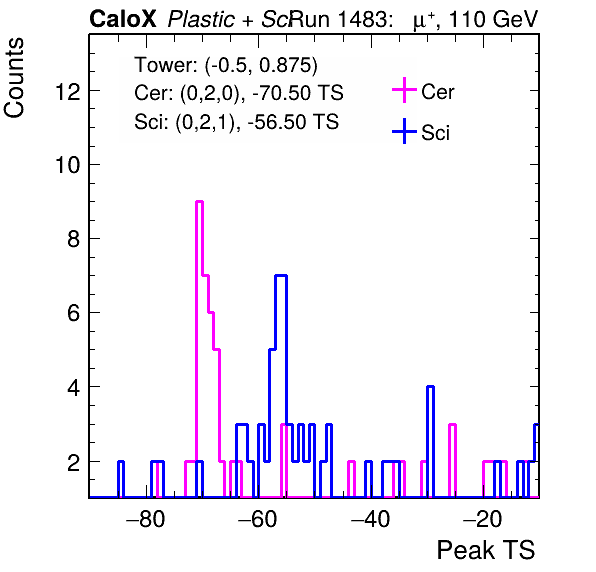 CaloX Plastic + Sci Run 1483: μ+, 110 GeV
Counts
Tower: (-0.5, 0.875)
Cer: (0,2,0), -70.50 TS
Sci: (0,2,1), -56.50 TS
Cer
Sci
12
10
8
6
4
2
−80 −60 −40 −20
Peak TS